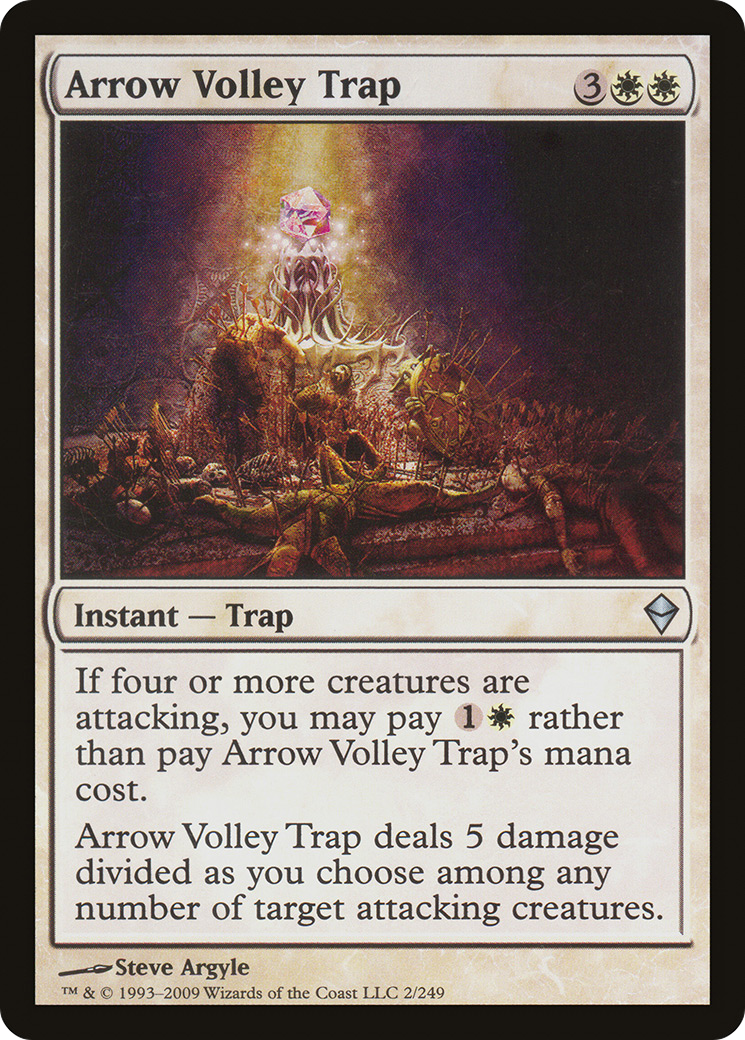 Arrow Volley Trap 3
Instant — Trap
If four or more creatures are
attacking, you may pay 1 rather
than pay Arrow Volley Trap's mana
cost.
Arrow Volley Trap deals 5 damage
divided as you choose among any
number of target attacking creatures.
Steve Argyle
™ & © 1993–2009 Wizards of the Coast LLC 2/249